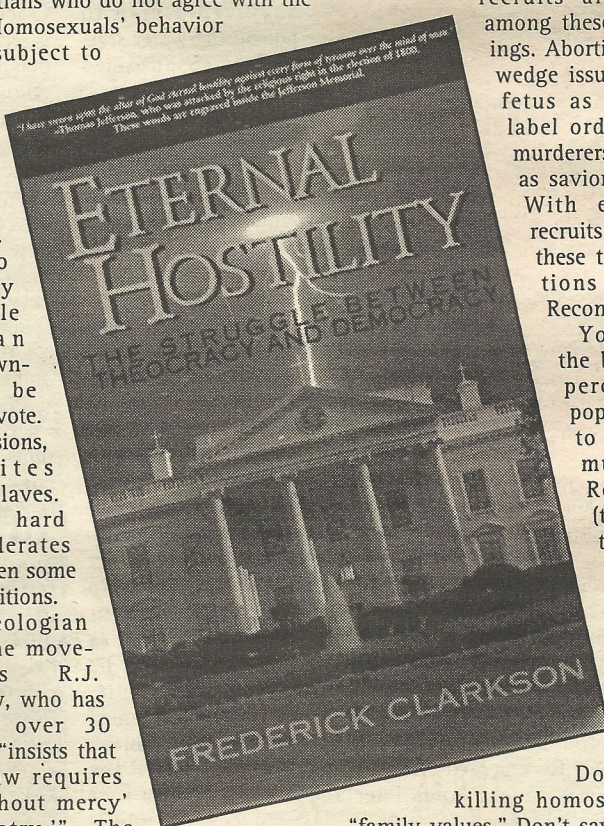 tians who do not agree with the
Homosexuals' behavior
subject to
o
y
le
an
wn-
be
vote.
sions,
ites
laves.
hard
lerates
en some
itions.
eologian
he move-
s R.J.
y, who has
over 30
“insists that
w requires
hout mercy'
"I have sworn upon the altar of God eternal hostility against every form of tyranny over the mind of man."
-Thomas Jefferson, who was attacked by the religious right in the election of 1800.
These words are engraved inside the Jefferson Memorial.
ETERNAL
HOSTILITY
THE STRUGGLE BETWEEN
THEOCRACY AND DEMOCRACY
FREDERICK CLARKSON
among these
ings. Aborti
wedge issu
fetus as
label ord
murderers
as savior
With e
recruits
these t
tions
Recon
Yo
the b
perc
pop
to
mu
Re
(t
t
Do
killing homos
"family values." Don't say